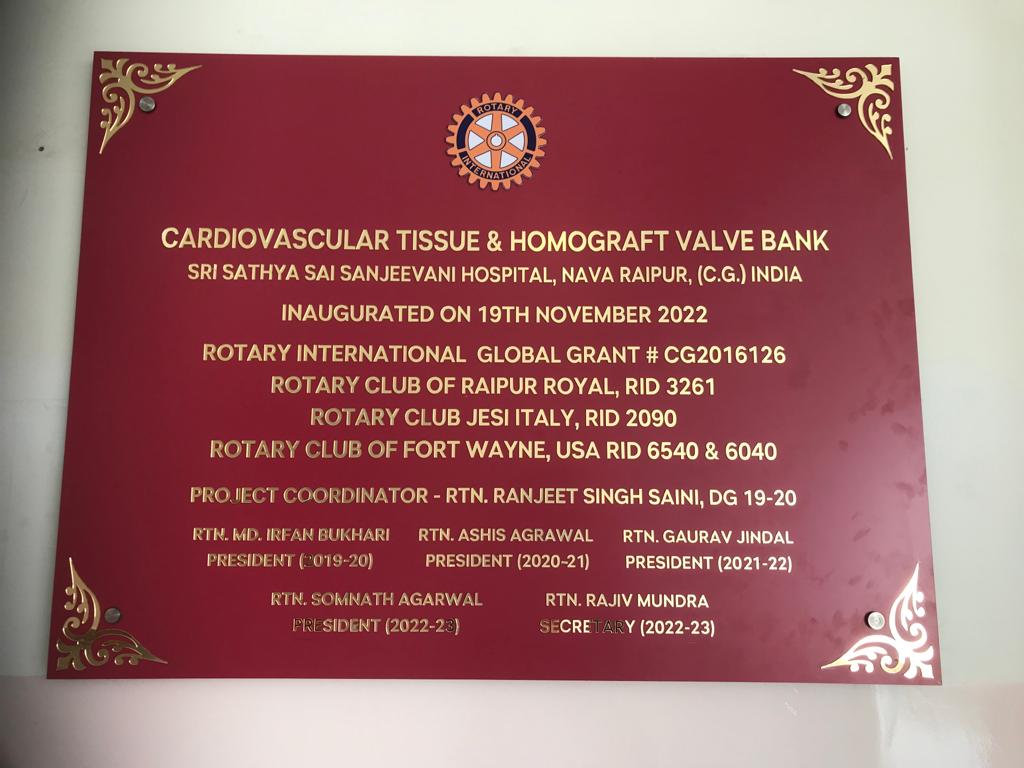 ROTARY
INTERNATIONAL
CARDIOVASCULAR TISSUE & HOMOGRAFT VALVE BANK
SRI SATHYA SAI SANJEEVANI HOSPITAL, NAVA RAIPUR, (C.G.) INDIA
INAUGURATED ON 19TH NOVEMBER 2022
ROTARY INTERNATIONAL GLOBAL GRANT # CG2016126
ROTARY CLUB OF RAIPUR ROYAL, RID 3261
ROTARY CLUB JESI ITALY, RID 2090
ROTARY CLUB OF FORT WAYNE, USA RID 6540 & 6040
PROJECT COORDINATOR - RTN. RANJEET SINGH SAINI, DG 19-20
RTN. MD. IRFAN BUKHARI RTN. ASHIS AGRAWAL RTN. GAURAV JINDAL
PRESIDENT (2019-20) PRESIDENT (2020-21) PRESIDENT (2021-22)
RTN. SOMNATH AGARWAL RTN. RAJIV MUNDRA
PRESIDENT (2022-23) SECRETARY (2022-23)